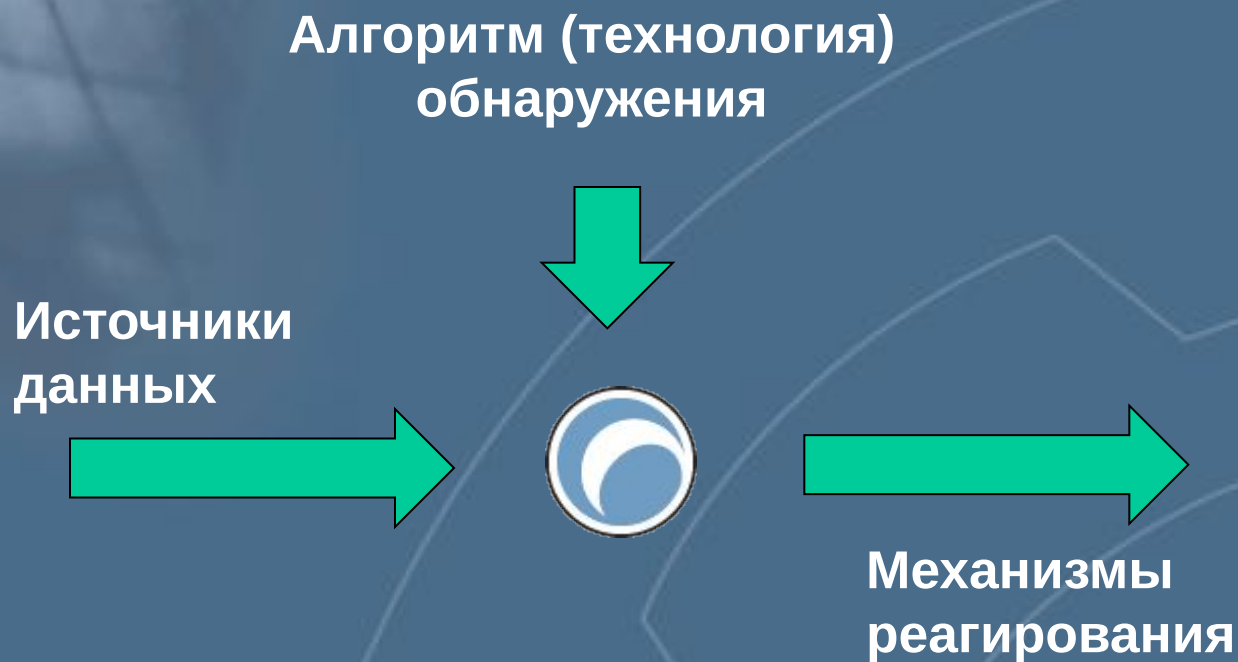 Алгоритм (технология)
обнаружения
Источники
данных
Механизмы
реагирования